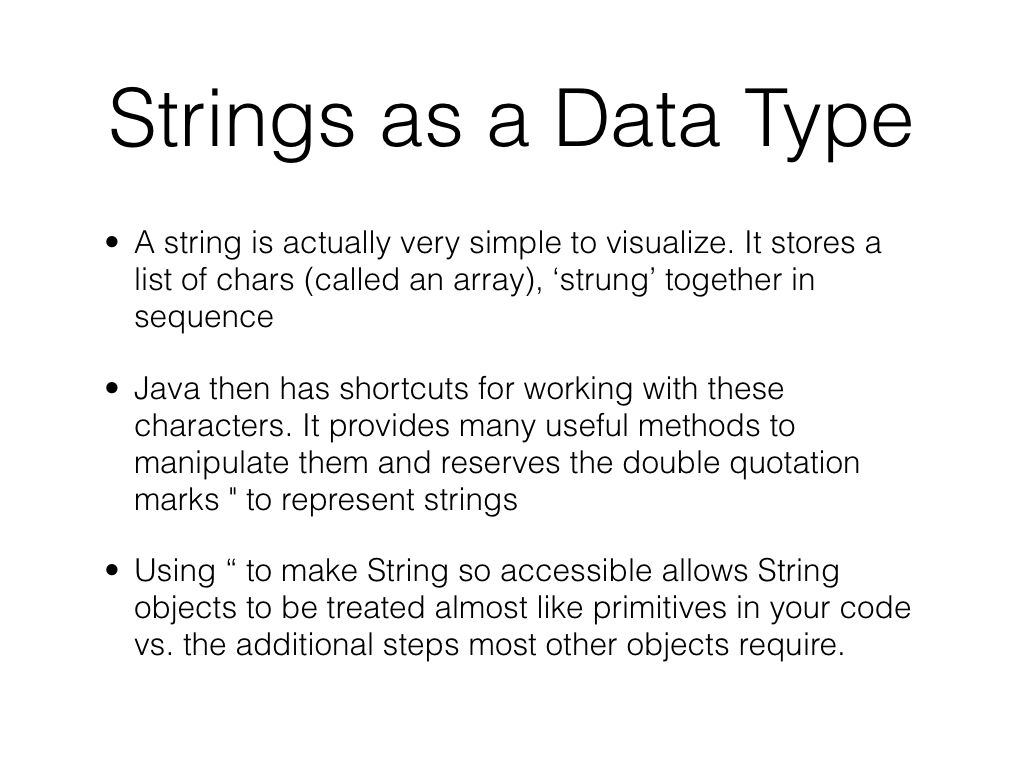 Strings as a Data Type
• A string is actually very simple to visualize. It stores a
list of chars (called an array), ‘strung’ together in
sequence
• Java then has shortcuts for working with these
characters. It provides many useful methods to
manipulate them and reserves the double quotation
marks " to represent strings
• Using “ to make String so accessible allows String
objects to be treated almost like primitives in your code
vs. the additional steps most other objects require.